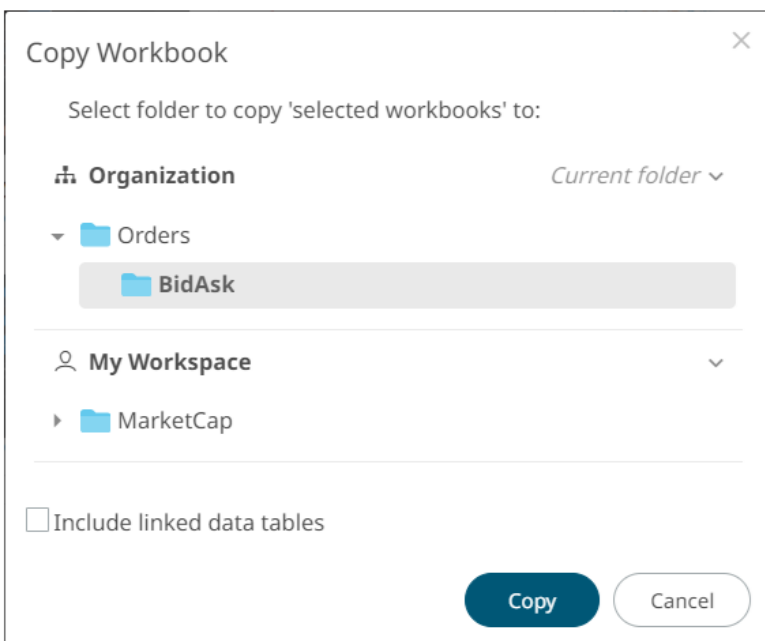 Copy Workbook
Select folder to copy 'selected workbooks' to:
Organization Current folder
Orders
BidAsk
My Workspace
MarketCap
Include linked data tables
Copy Cancel